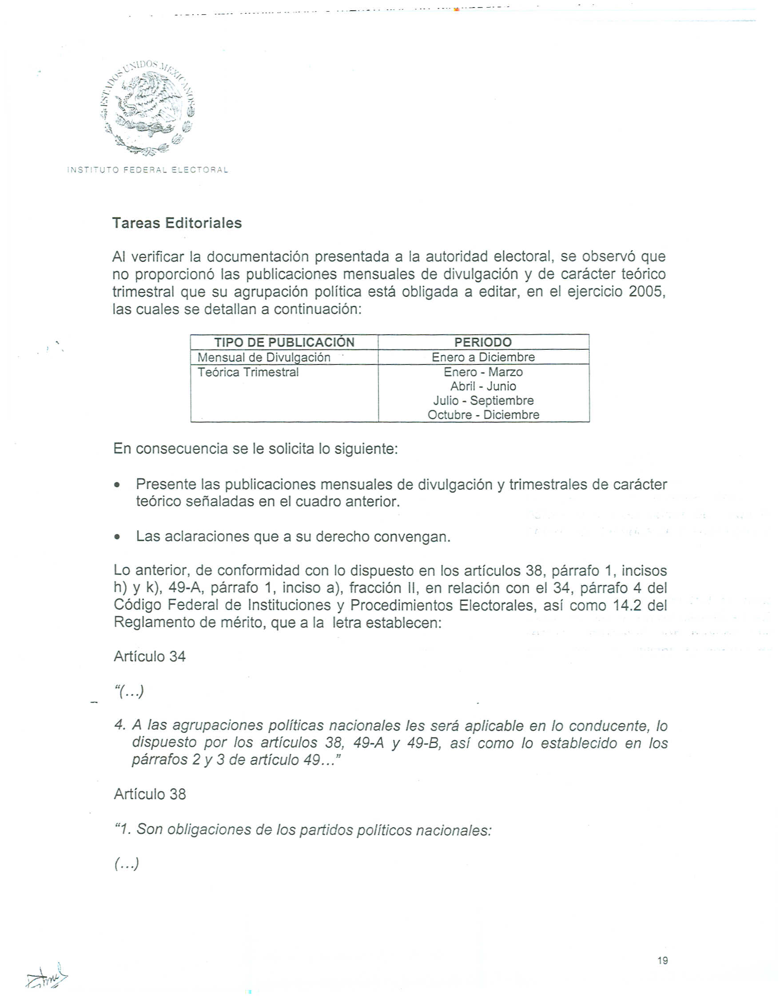 ESTADOS UNIDOS MEXICANOS
INSTITUTO FEDERAL ELECTORAL
Tareas Editoriales
Al verificar la documentación presentada a la autoridad electoral, se observó que
no proporcionó las publicaciones mensuales de divulgación y de carácter teórico
trimestral que su agrupación política está obligada a editar, en el ejercicio 2005,
las cuales se detallan a continuación:
TIPO DE PUBLICACIÓN PERIODO
Mensual de Divulgación Enero a Diciembre
Teórica Trimestral Enero - Marzo
Abril - Junio
Julio - Septiembre
Octubre - Diciembre
En consecuencia se le solicita lo siguiente:
• Presente las publicaciones mensuales de divulgación y trimestrales de carácter
teórico señaladas en el cuadro anterior.
• Las aclaraciones que a su derecho convengan.
Lo anterior, de conformidad con lo dispuesto en los artículos 38, párrafo 1, incisos
h) y k), 49-A, párrafo 1, inciso a), fracción II, en relación con el 34, párrafo 4 del
Código Federal de Instituciones y Procedimientos Electorales, así como 14.2 del
Reglamento de mérito, que a la letra establecen:
Artículo 34
“(...)
4. A las agrupaciones políticas nacionales les será aplicable en lo conducente, lo
dispuesto por los artículos 38, 49-A y 49-B, así como lo establecido en los
párrafos 2 y 3 de artículo 49...”
Artículo 38
“1. Son obligaciones de los partidos políticos nacionales:
(...)
19